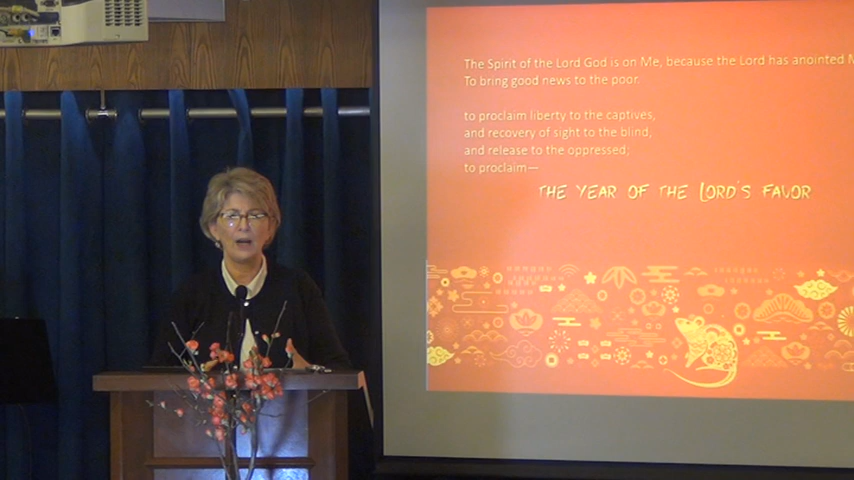 The Spirit of the Lord God is on Me, because the Lord has anointed
To bring good news to the poor.
to proclaim liberty to the captives,
and recovery of sight to the blind,
and release to the oppressed;
to proclaim—
THE YEAR OF THE LORD'S FAVOR